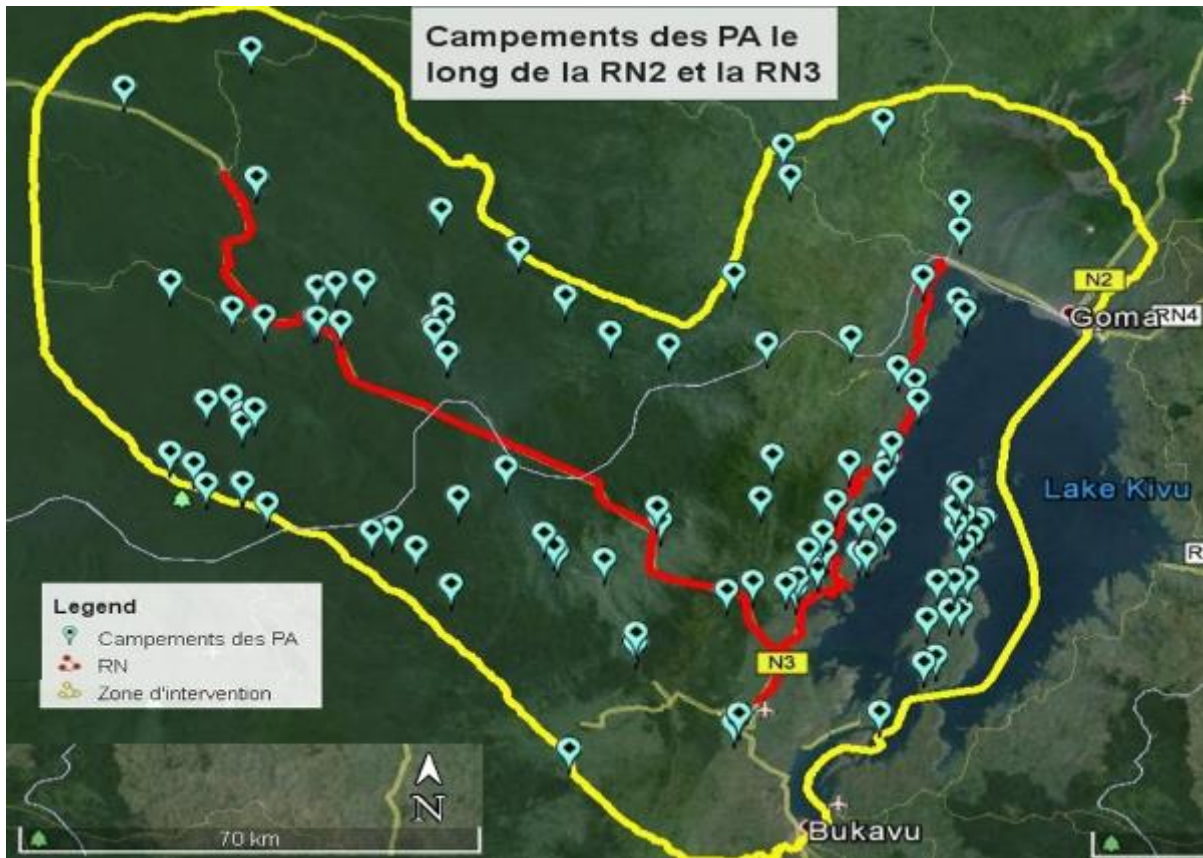 Campements des PA le
long de la RN2 et la RN3
N2
Goma
RN4
Lake Kivu
R
Legend
Campements des PA
RN
Zone d'intervention
N3
N
70 km
Bukavu